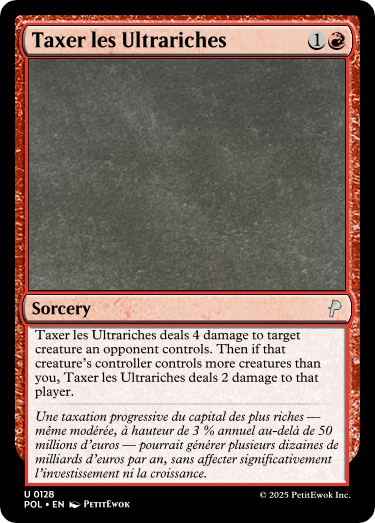 Taxer les Ultrariches 1
Sorcery
Taxer les Ultrariches deals 4 damage to target
creature an opponent controls. Then if that
creature's controller controls more creatures than
you, Taxer les Ultrariches deals 2 damage to that
player.
Une taxation progressive du capital des plus riches —
même modérée, à hauteur de 3 % annuel au-delà de 50
millions d'euros — pourrait générer plusieurs dizaines de
milliards d'euros par an, sans affecter significativement
l'investissement ni la croissance.
U 0128
POL • EN PetitEwok
© 2025 PetitEwok Inc.